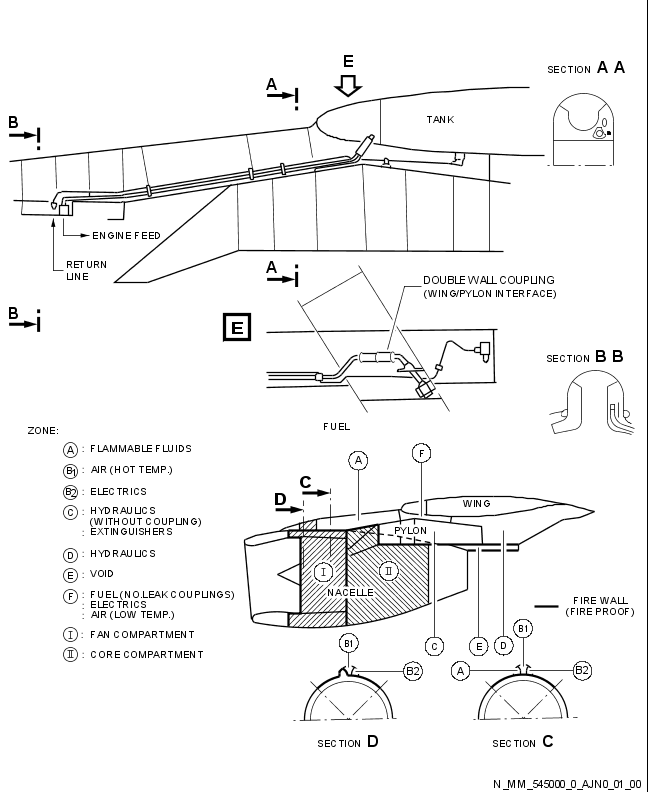 E
A
SECTION A A
B
TANK
ENGINE FEED
RETURN
LINE
A
DOUBLE WALL COUPLING
(WING/PYLON INTERFACE)
B
E
SECTION B B
FUEL
ZONE:
A : FLAMMABLE FLUIDS
B1 : AIR (HOT TEMP.)
B2 : ELECTRICS
C : HYDRAULICS
(WITHOUT COUPLING)
: EXTINGUISHERS
D : HYDRAULICS
E : VOID
F : FUEL (NO.LEAK COUPLINGS)
: ELECTRICS
: AIR (LOW TEMP.)
I : FAN COMPARTMENT
II : CORE COMPARTMENT
A
F
C
D
WING
PYLON
I
II
NACELLE
FIRE WALL
(FIRE PROOF)
C
E
D
B1
B2
B1
A
B2
SECTION D
SECTION C
N_MM_545000_0_AJN0_01_00